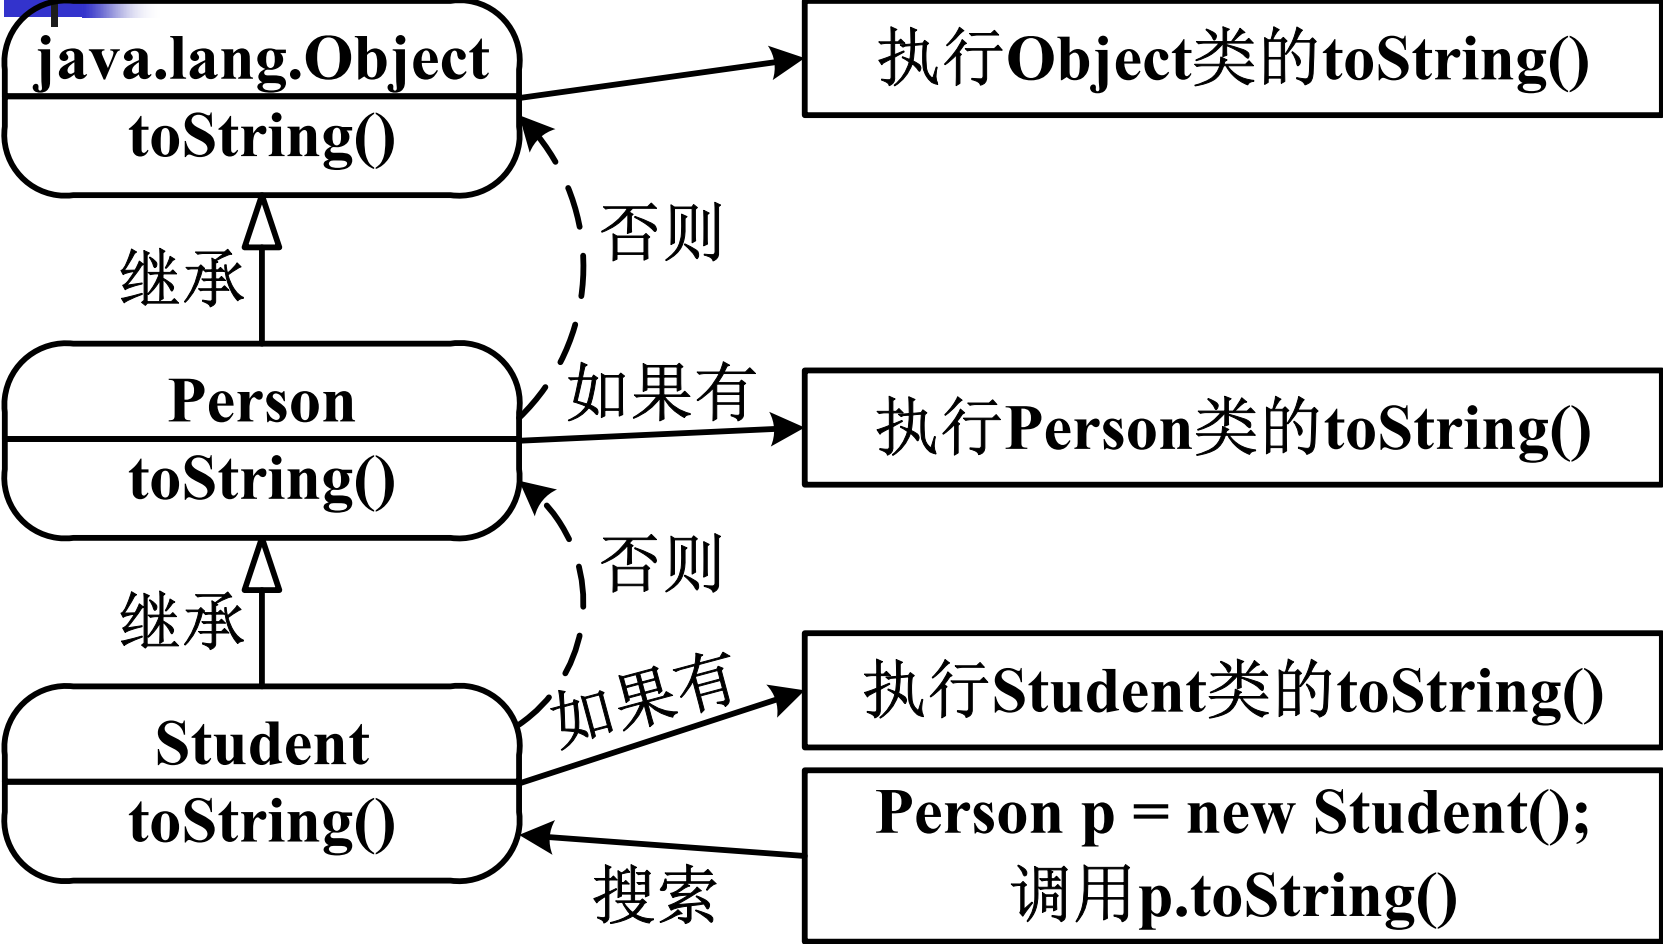 java.lang.Object
toString()
执行Object类的toString()
否则
继承
Person
toString()
如果有
执行Person类的toString()
否则
继承
Student
toString()
如果有
执行Student类的toString()
Person p = new Student();
调用p.toString()
搜索